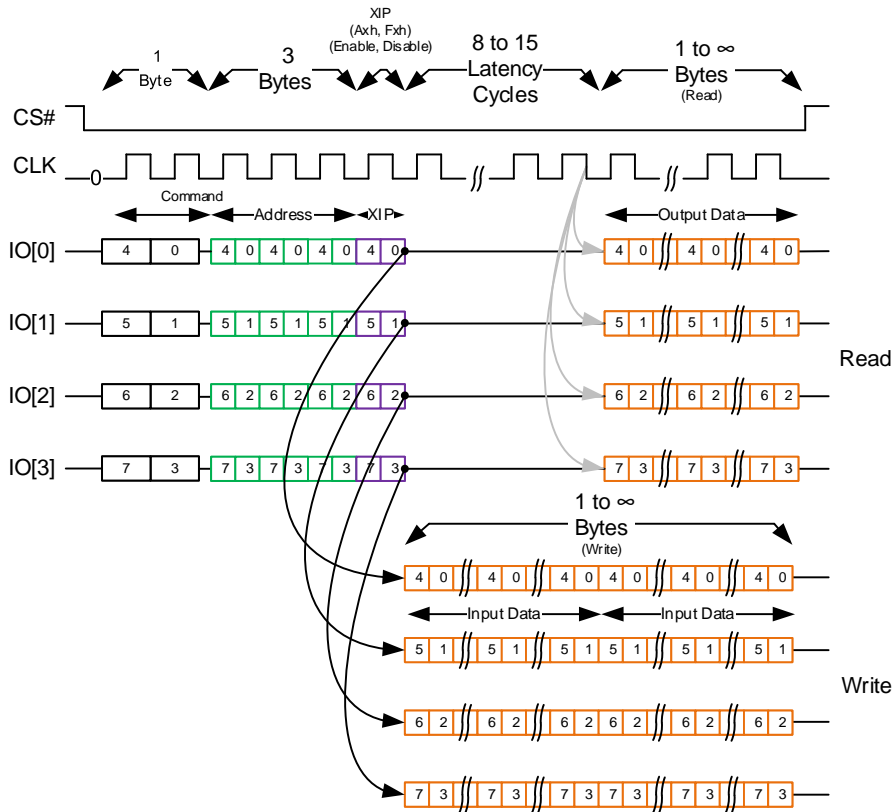 XIP
(Axh, Fxh)
(Enable, Disable)
1
Byte
3
Bytes
8 to 15
Latency
Cycles
1 to ∞
Bytes
(Read)
CS#
CLK
0
Command
Address
XIP
Output Data
IO[0] 4 0 4 0 4 0 4 0 4 0 4 0 4 0 4 0
IO[1] 5 1 5 1 5 1 5 1 5 1 5 1 5 1 5 1
Read
IO[2] 6 2 6 2 6 2 6 2 6 2 6 2 6 2 6 2
IO[3] 7 3 7 3 7 3 7 3 7 3 7 3 7 3 7 3
1 to ∞
Bytes
(Write)
4 0 4 0 4 0 4 0 4 0 4 0
Input Data Input Data
5 1 5 1 5 1 5 1 5 1 5 1
Write
6 2 6 2 6 2 6 2 6 2 6 2
7 3 7 3 7 3 7 3 7 3 7 3